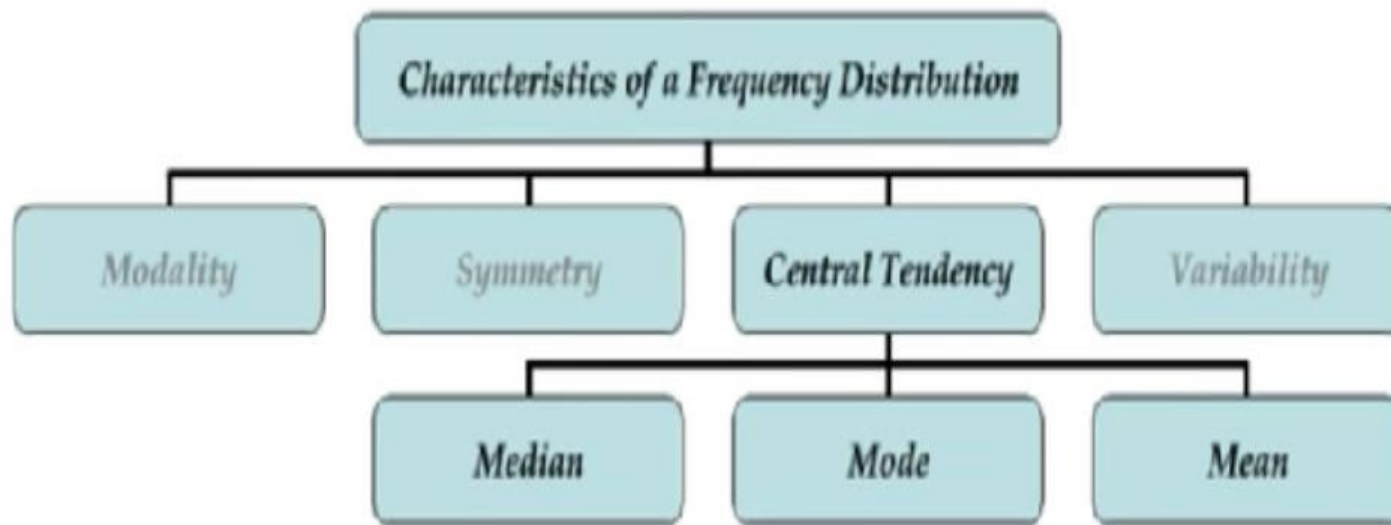 Characteristics of a Frequency Distribution
Modality
Symmetry
Central Tendency
Variability
Median
Mode
Mean